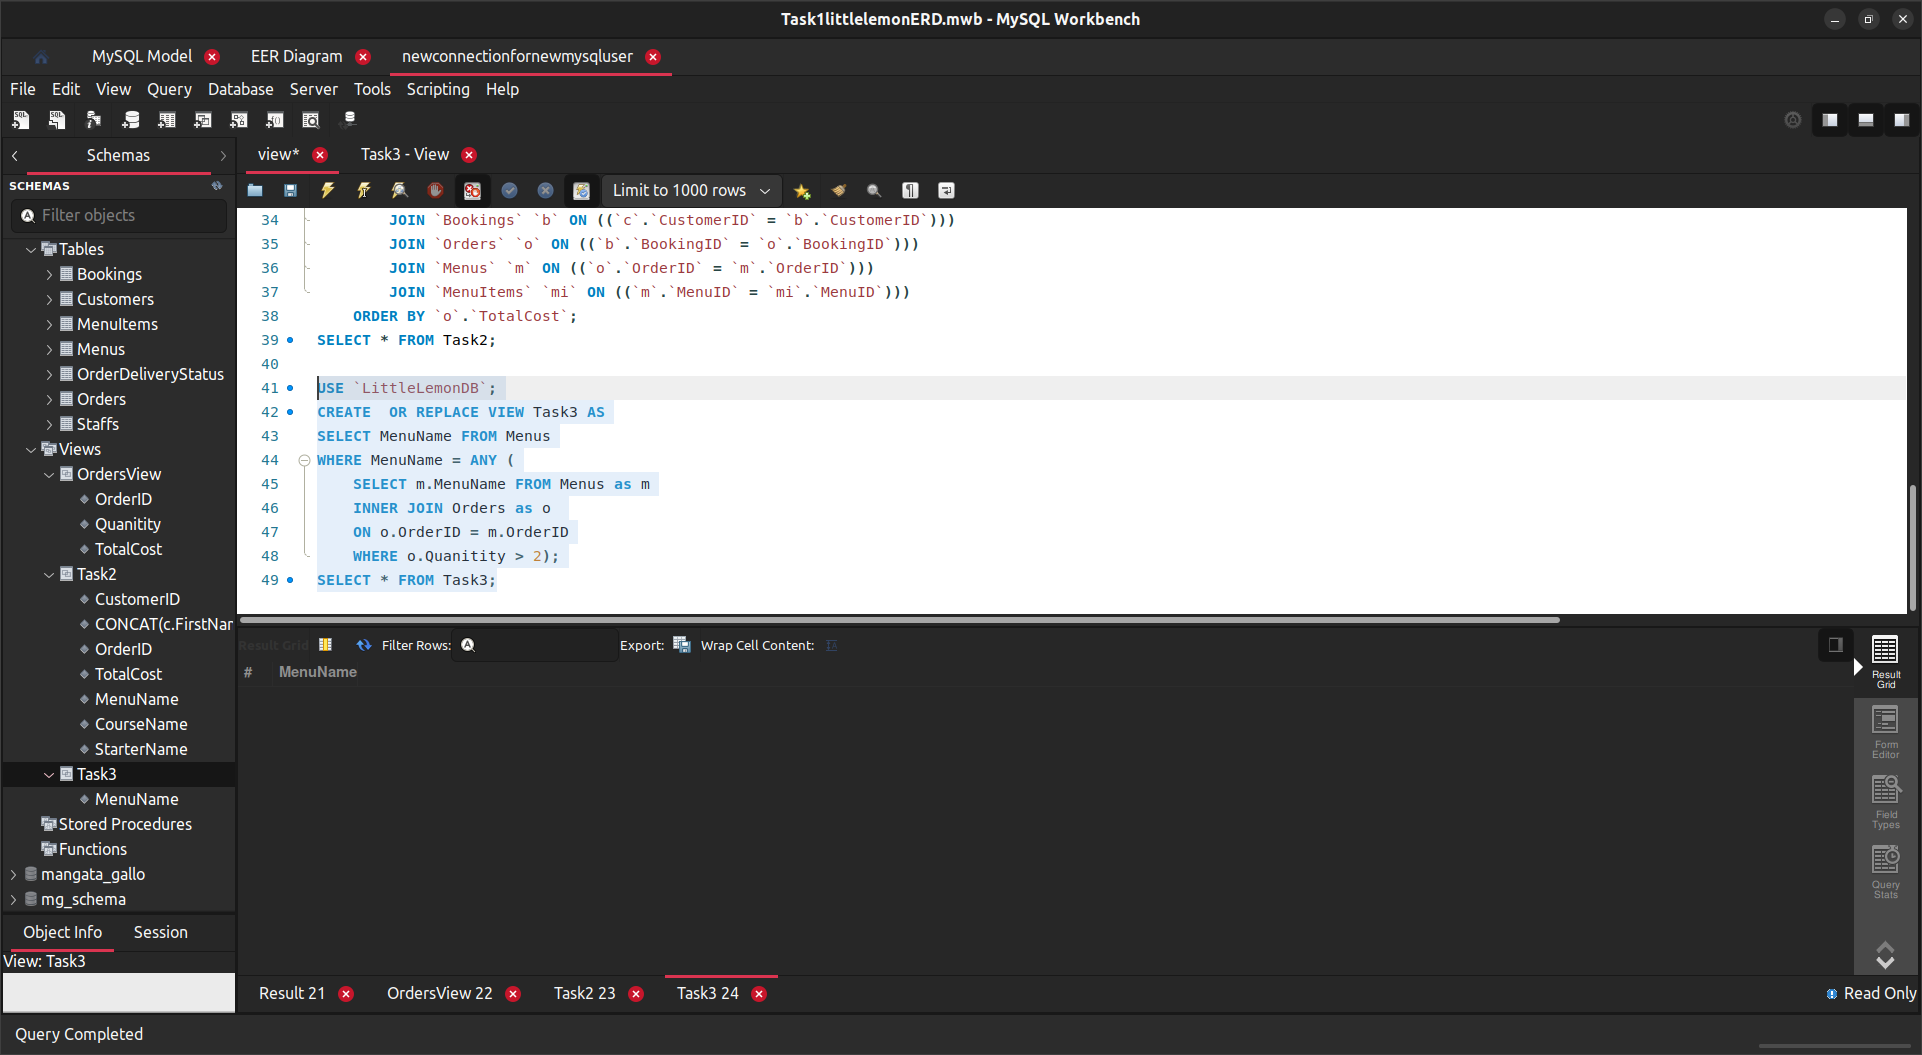 Task1littlelemonERD.mwb - MySQL Workbench
MySQL Model
EER Diagram
newconnectionfornewmysqluser
File Edit View Query Database Server Tools Scripting Help
Schemas
view*
Task3 - View
SCHEMAS
Filter objects
Limit to 1000 rows
Tables
Bookings
Customers
MenuItems
Menus
OrderDeliveryStatus
Orders
Staffs
Views
OrdersView
OrderID
Quanitity
TotalCost
Task2
CustomerID
CONCAT(c.FirstNar
OrderID
TotalCost
MenuName
CourseName
StarterName
Task3
MenuName
Stored Procedures
Functions
mangata_gallo
mg_schema
Object Info
Session
View: Task3
34 JOIN `Bookings` `b` ON ((`c`.`CustomerID` = `b`.`CustomerID`)))
35 JOIN `Orders` `o` ON ((`b`.`BookingID` = `o`.`BookingID`)))
36 JOIN `Menus` `m` ON ((`o`.`OrderID` = `m`.`OrderID`)))
37 JOIN `MenuItems` `mi` ON ((`m`.`MenuID` = `mi`.`MenuID`)))
38 ORDER BY `o`.`TotalCost`;
39 SELECT * FROM Task2;
40
41 USE `LittleLemonDB`;
42 CREATE  OR REPLACE VIEW Task3 AS
43 SELECT MenuName FROM Menus
44 WHERE MenuName = ANY (
45 SELECT m.MenuName FROM Menus as m
46 INNER JOIN Orders as o
47 ON o.OrderID = m.OrderID
48 WHERE o.Quanitity > 2);
49 SELECT * FROM Task3;
Result Grid
Filter Rows:
Export:
Wrap Cell Content:
# MenuName
Result Grid
Form Editor
Field Types
Query Stats
Result 21
OrdersView 22
Task2 23
Task3 24
Read Only
Query Completed